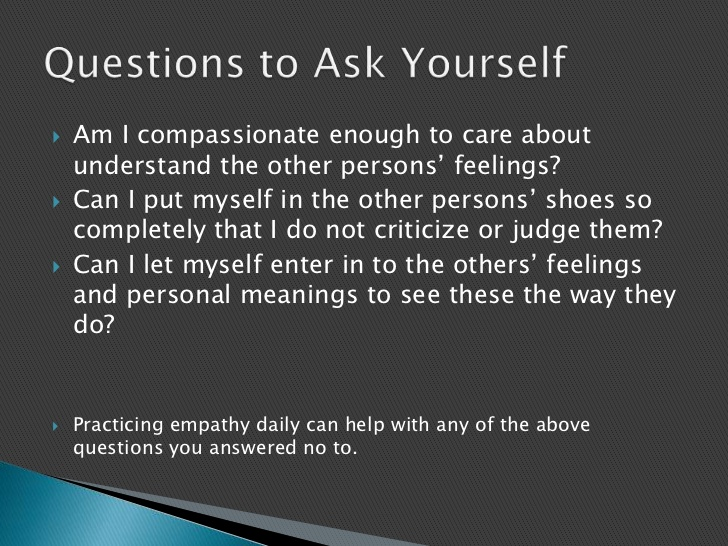 Questions to Ask Yourself
Am I compassionate enough to care about
understand the other persons’ feelings?
Can I put myself in the other persons’ shoes so
completely that I do not criticize or judge them?
Can I let myself enter in to the others’ feelings
and personal meanings to see these the way they
do?
Practicing empathy daily can help with any of the above
questions you answered no to.